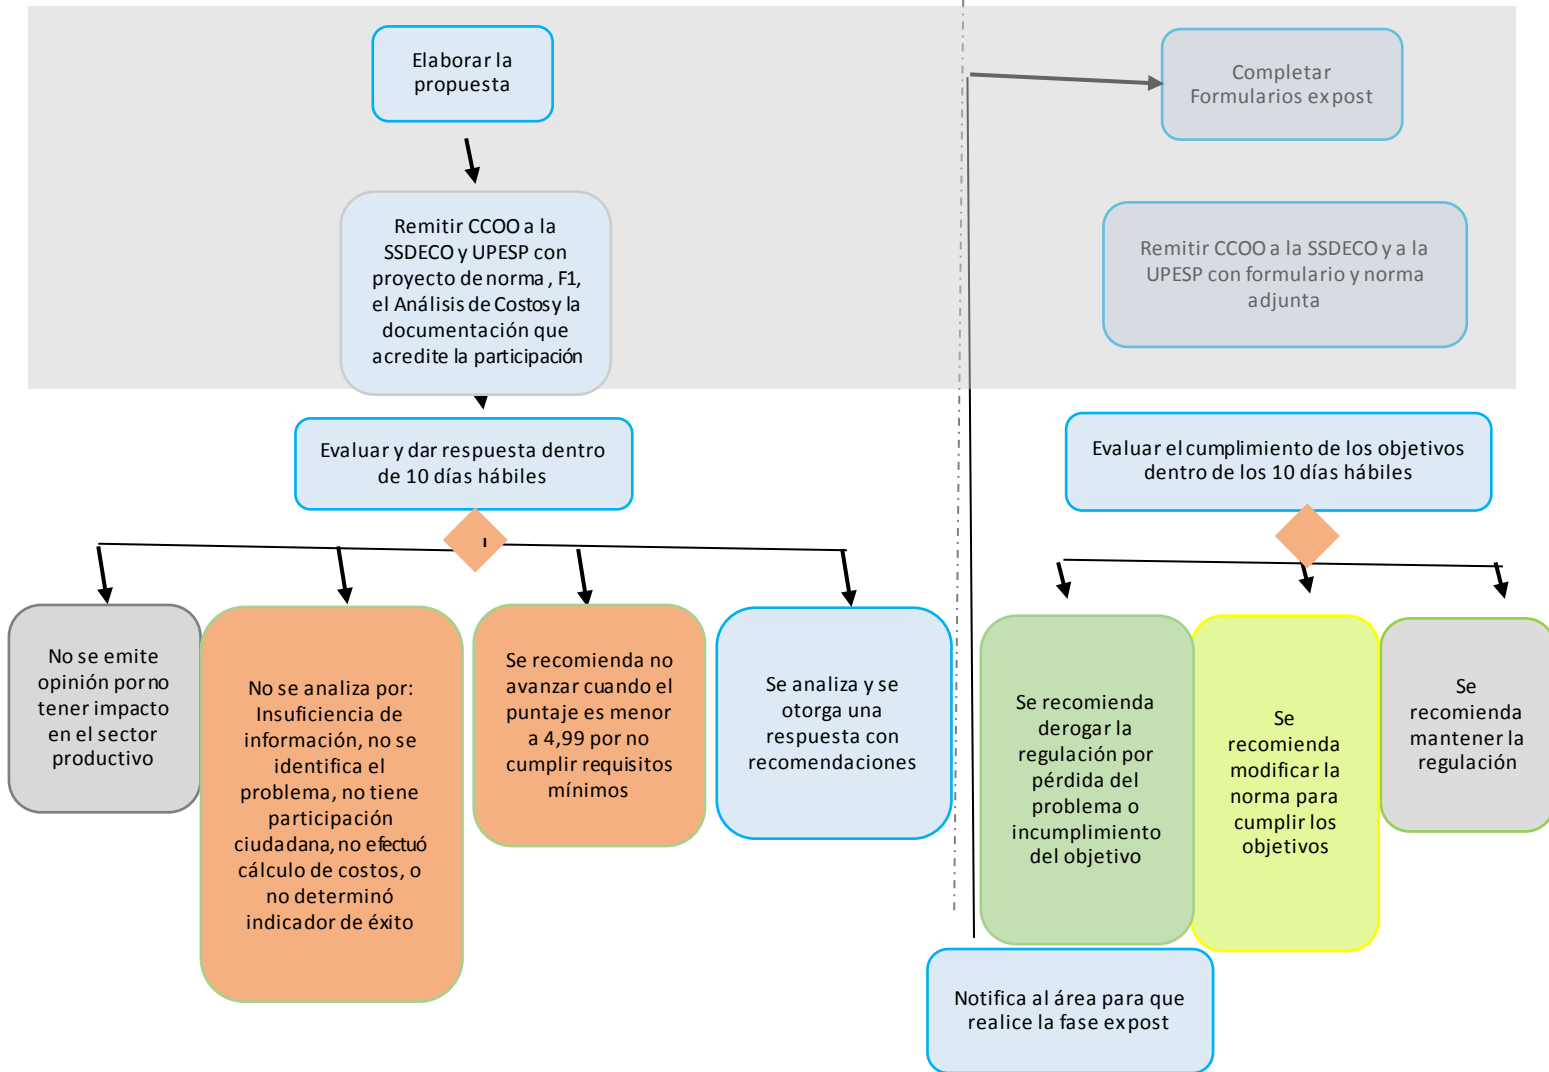 Elaborar la
propuesta
Remitir CCOO a la
SSDECO y UPESP con
proyecto de norma, F1,
el Análisis de Costos y la
documentación que
acredite la participación
Evaluar y dar respuesta dentro
de 10 días hábiles
No se emite
opinión por no
tener impacto
en el sector
productivo
No se analiza por:
Insuficiencia de
información, no se
identifica el
problema, no tiene
participación
ciudadana, no efectuó
cálculo de costos, o
no determinó
indicador de éxito
Se recomienda no
avanzar cuando el
puntaje es menor
a 4,99 por no
cumplir requisitos
mínimos
Se analiza y se
otorga una
respuesta con
recomendaciones
Completar
Formularios expost
Remitir CCOO a la SSDECO y a la
UPESP con formulario y norma
adjunta
Evaluar el cumplimiento de los objetivos
dentro de los 10 días hábiles
Se recomienda
derogar la
regulación por
pérdida del
problema o
incumplimiento
del objetivo
Se
recomienda
modificar la
norma para
cumplir los
objetivos
Se
recomienda
mantener la
regulación
Notifica al área para que
realice la fase expost